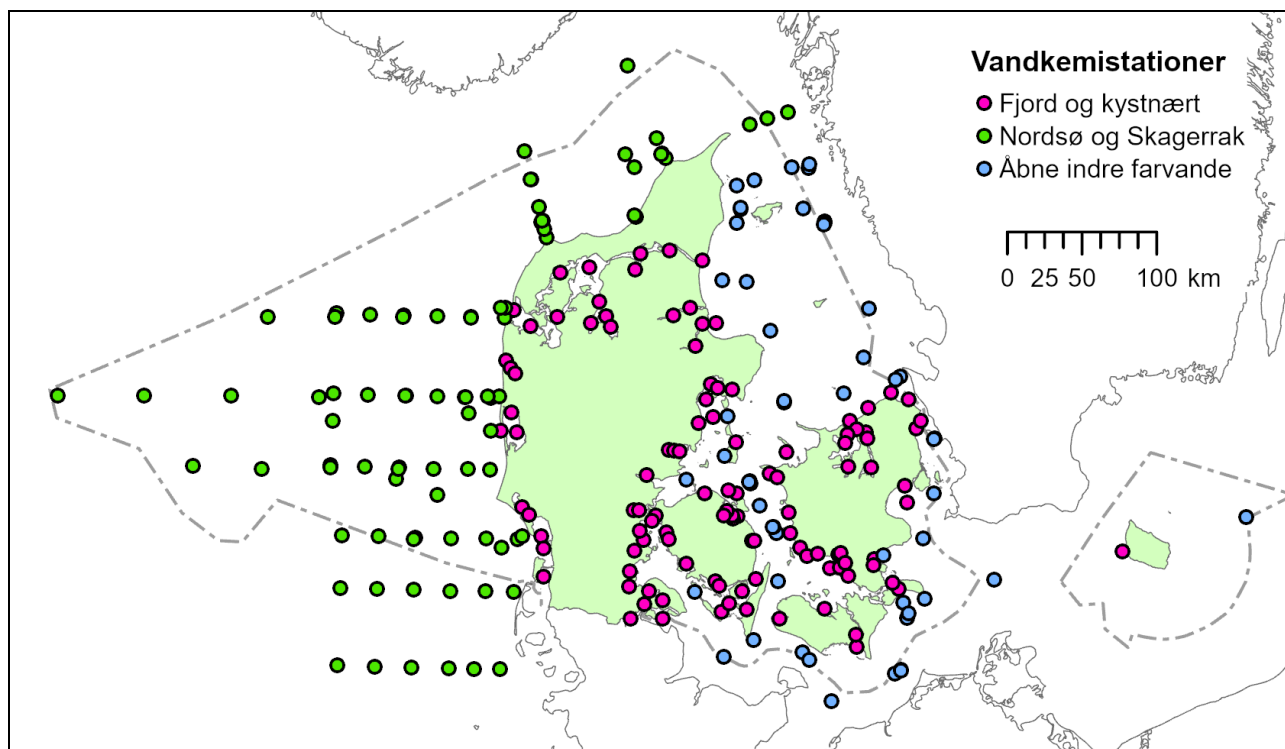 Vandkemistationer
Fjord og kystnært
Nordsø og Skagerrak
Åbne indre farvande
0 25 50 100 km